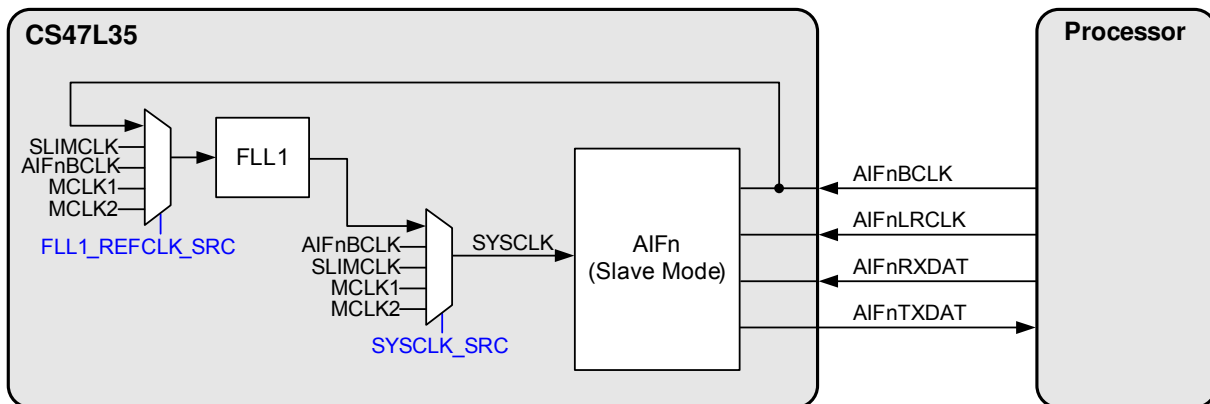 CS47L35
Processor
SLIMCLK
AIFnBCLK
MCLK1
MCLK2
FLL1_REFCLK_SRC
FLL1
AIFnBCLK
SLIMCLK
MCLK1
MCLK2
SYSCLK_SRC
SYSCLK
AIFn
(Slave Mode)
AIFnBCLK
AIFnLRCLK
AIFnRXDAT
AIFnTXDAT